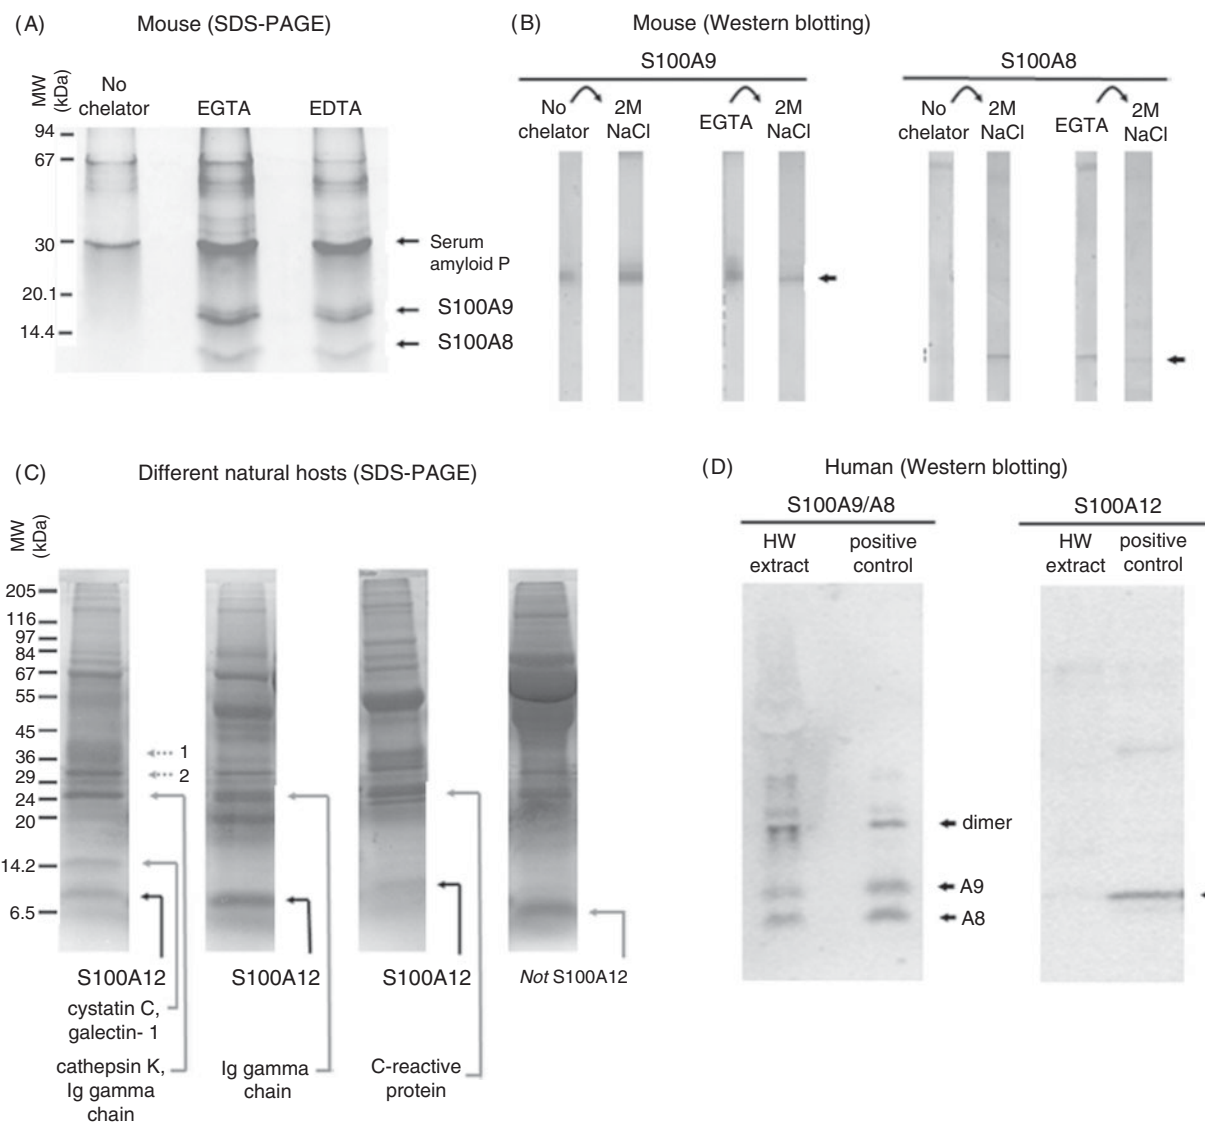 (A) Mouse (SDS-PAGE)
MW (kDa)
No chelator
EGTA
EDTA
94
67
30
20.1
14.4
Serum
amyloid P
S100A9
S100A8
(B) Mouse (Western blotting)
S100A9
No chelator
2M NaCl
EGTA
2M NaCl
S100A8
No chelator
2M NaCl
EGTA
2M NaCl
(C) Different natural hosts (SDS-PAGE)
MW (kDa)
205
116
97
84
67
55
45
36
29
24
20
14.2
6.5
1
2
S100A12
cystatin C,
galectin- 1
cathepsin K,
Ig gamma
chain
S100A12
Ig gamma
chain
S100A12
C-reactive
protein
Not S100A12
(D) Human (Western blotting)
S100A9/A8
HW
extract
positive
control
dimer
A9
A8
S100A12
HW
extract
positive
control